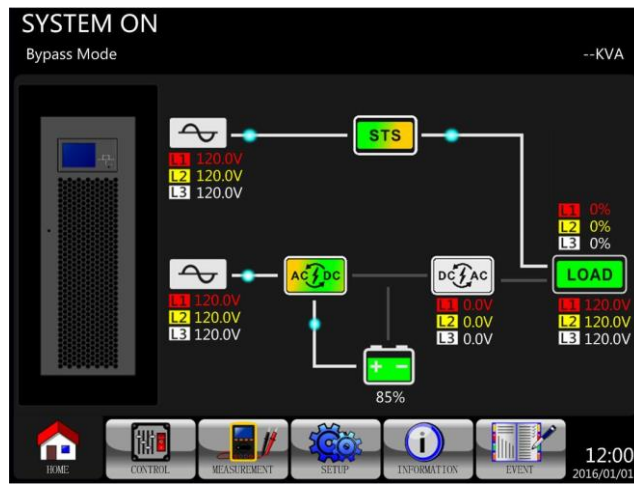 SYSTEM ON
Bypass Mode
--KVA
STS
L1 120.0V
L2 120.0V
L3 120.0V
L1 0%
L2 0%
L3 0%
AC DC
DC AC
LOAD
L1 120.0V
L2 120.0V
L3 120.0V
L1 0.0V
L2 0.0V
L3 0.0V
L1 120.0V
L2 120.0V
L3 120.0V
+ -
85%
HOME
CONTROL
MEASUREMENT
SETUP
INFORMATION
EVENT
12:00
2016/01/01